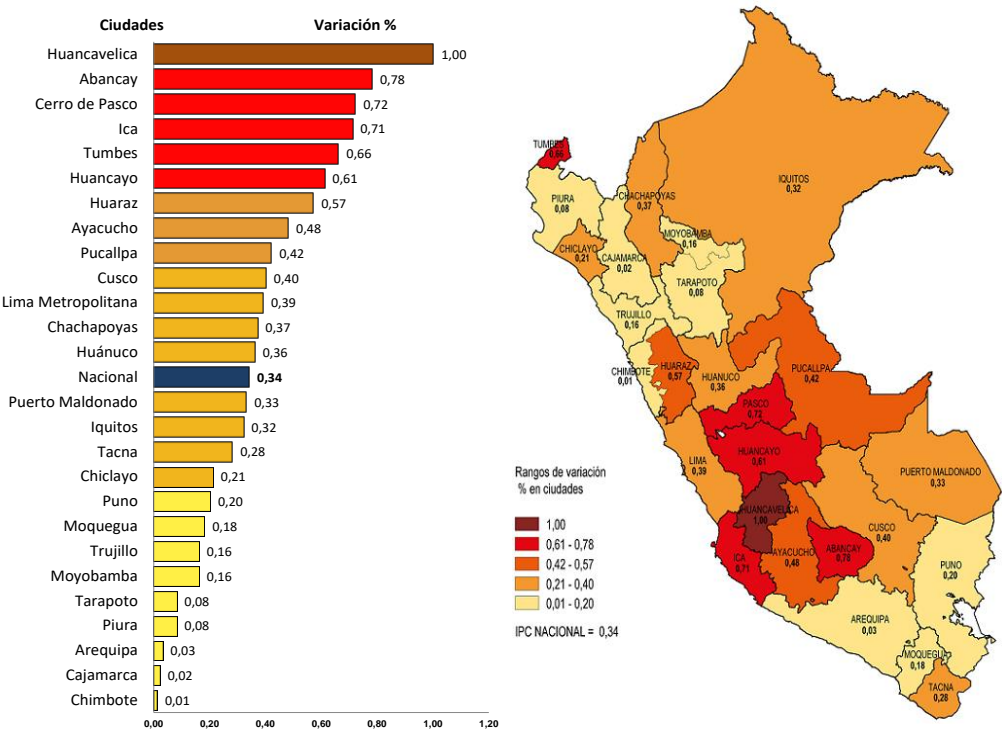 Ciudades Variación %
Huancavelica 1,00
Abancay 0,78
Cerro de Pasco 0,72
Ica 0,71
Tumbes 0,66
Huancayo 0,61
Huaraz 0,57
Ayacucho 0,48
Pucallpa 0,42
Cusco 0,40
Lima Metropolitana 0,39
Chachapoyas 0,37
Huánuco 0,36
Nacional 0,34
Puerto Maldonado 0,33
Iquitos 0,32
Tacna 0,28
Chiclayo 0,21
Puno 0,20
Moquegua 0,18
Trujillo 0,16
Moyobamba 0,16
Tarapoto 0,08
Piura 0,08
Arequipa 0,03
Cajamarca 0,02
Chimbote 0,01
0,00 0,20 0,40 0,60 0,80 1,00 1,20
TUMBES
0,66
IQUITOS
0,32
PIURA
0,08
CHACHAPOYAS
0,37
MOYOBAMBA
0,16
CHICLAYO
0,21
CAJAMARCA
0,02
TARAPOTO
0,08
TRUJILLO
0,16
CHIMBOTE
0,01
HUARAZ
0,57
HUANUCO
0,36
PUCALLPA
0,42
PASCO
0,72
LIMA
0,39
HUANCAYO
0,61
PUERTO MALDONADO
0,33
HUANCAVELICA
1,00
CUSCO
0,40
ICA
0,71
AYACUCHO
0,48
ABANCAY
0,78
PUNO
0,20
AREQUIPA
0,03
MOQUEGUA
0,18
TACNA
0,28
Rangos de variación
% en ciudades
1,00
0,61 - 0,78
0,42 - 0,57
0,21 - 0,40
0,01 - 0,20
IPC NACIONAL = 0,34